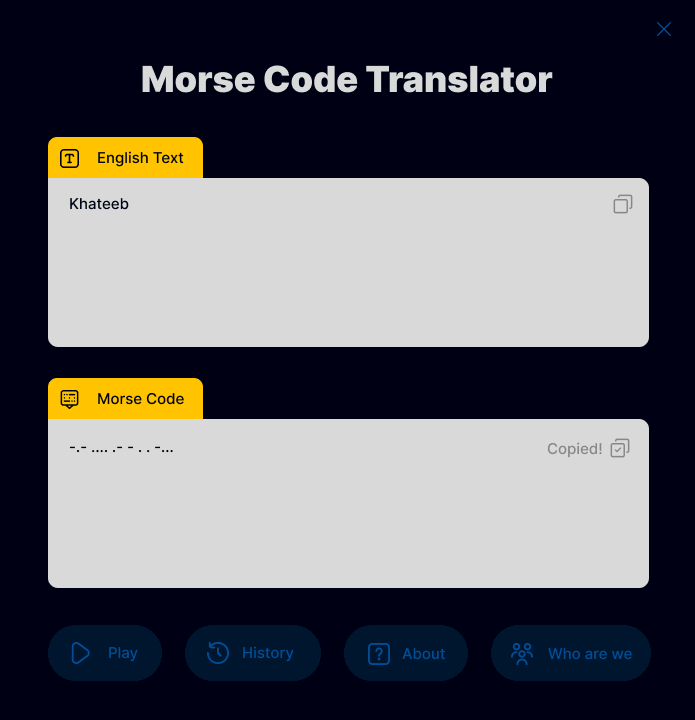 Morse Code Translator
English Text
Khateeb
Morse Code
-.- .... .- - . . -...
Copied!
Play
History
About
Who are we